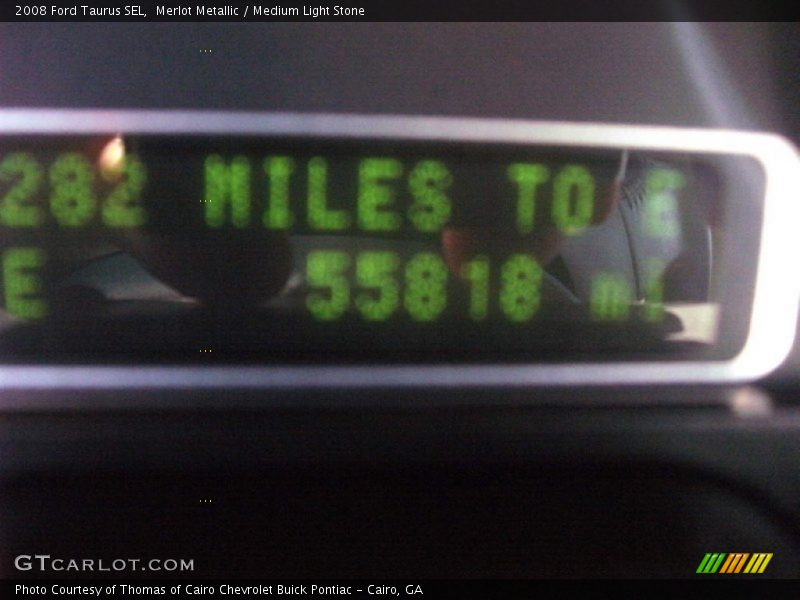 2008 Ford Taurus SEL,  Merlot Metallic / Medium Light Stone
282 MILES TO E
E 55818 mi
GTCARLOT.COM
Photo Courtesy of Thomas of Cairo Chevrolet Buick Pontiac - Cairo, GA